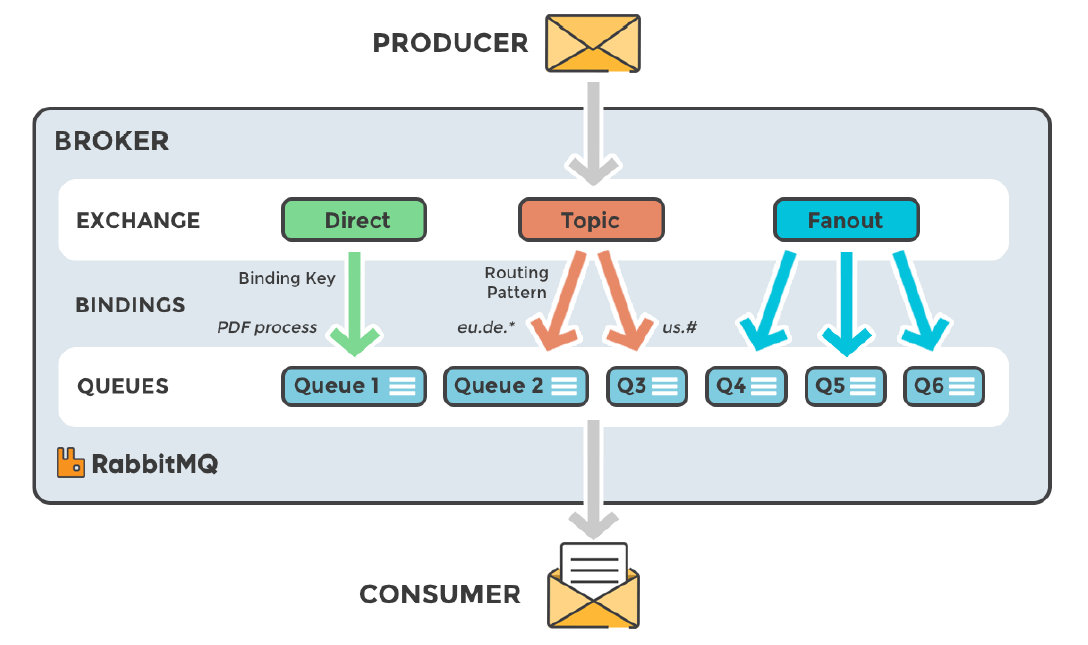 PRODUCER
BROKER
EXCHANGE
Direct
Topic
Fanout
BINDINGS
Binding Key
PDF process
Routing
Pattern
eu.de.*
us.#
QUEUES
Queue 1
Queue 2
Q3
Q4
Q5
Q6
RabbitMQ
CONSUMER